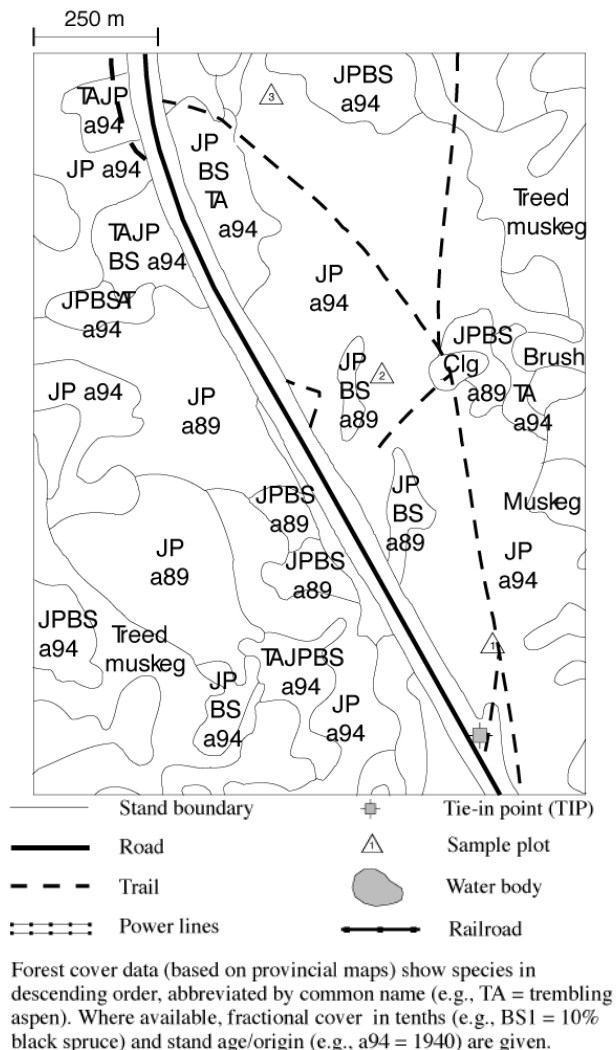 250 m
JPBS
a94
3
TAJP
a94
JP a94
JP
BS
TA
a94
Treed
muskeg
TAJP
BS a94
JP
a94
JPBSTA
a94
JPBS
Clg
a89
Brush
JP
BS
a89
2
TA
a94
JP a94
JP
a89
JPBS
a89
JP
BS
a89
Muskeg
JP
a89
JPBS
a89
JP
a94
JPBS
a94
Treed
muskeg
1
TAJPBS
a94
JP
BS
a94
JP
a94
Stand boundary
Tie-in point (TIP)
Road
1
Sample plot
Trail
Water body
Power lines
Railroad
Forest cover data (based on provincial maps) show species in
descending order, abbreviated by common name (e.g., TA = trembling
aspen). Where available, fractional cover in tenths (e.g., BS1 = 10%
black spruce) and stand age/origin (e.g., a94 = 1940) are given.